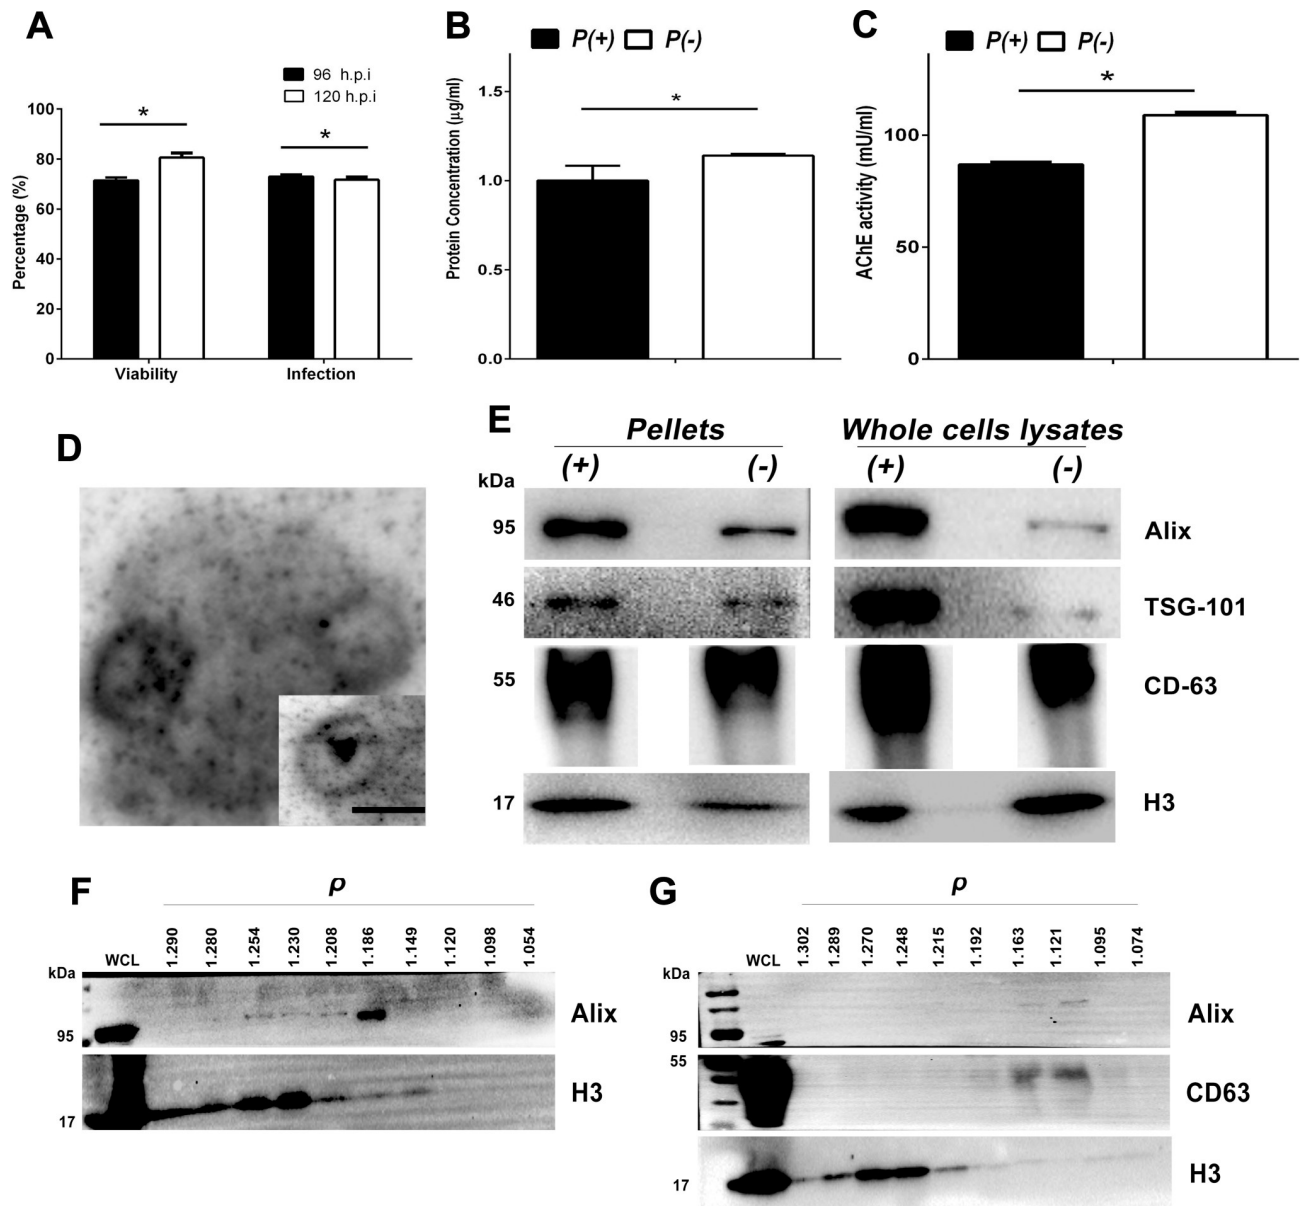 A
96 h.p.i
120 h.p.i
Percentage (%)
100
80
60
40
20
0
*
*
Viability
Infection
B
P(+) P(-)
Protein Concentration (µg/ml)
1.5
1.0
0.5
0.0
*
C
P(+) P(-)
AChE activity (mU/ml)
100
50
0
*
D
E
Pellets
Whole cells lysates
(+) (-) (+) (-)
kDa
95 Alix
46 TSG-101
55 CD-63
17 H3
F
ρ
WCL 1.290 1.280 1.254 1.230 1.208 1.186 1.149 1.120 1.098 1.054
kDa
95 Alix
17 H3
G
ρ
WCL 1.302 1.289 1.270 1.248 1.215 1.192 1.163 1.121 1.095 1.074
kDa
95 Alix
55 CD63
17 H3